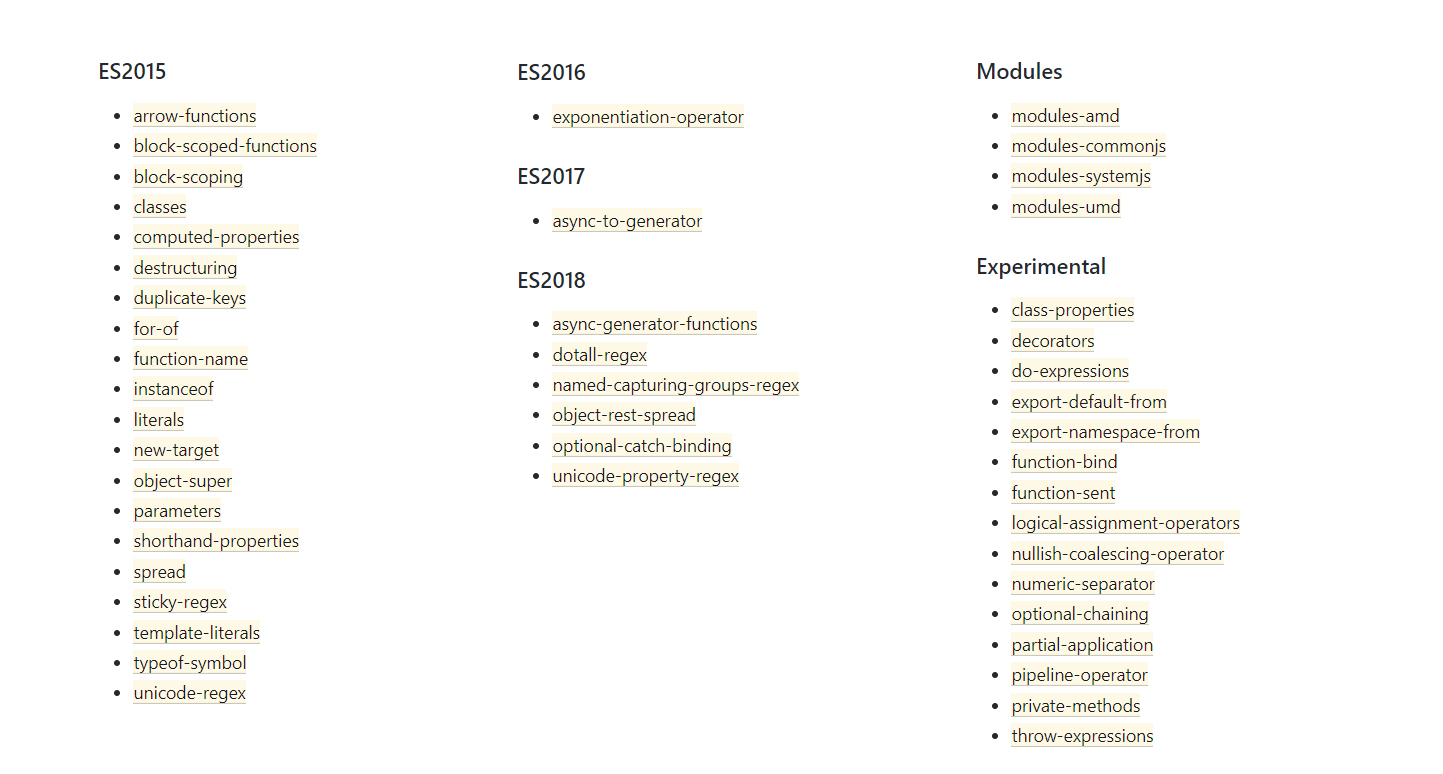 ES2015
arrow-functions
block-scoped-functions
block-scoping
classes
computed-properties
destructuring
duplicate-keys
for-of
function-name
instanceof
literals
new-target
object-super
parameters
shorthand-properties
spread
sticky-regex
template-literals
typeof-symbol
unicode-regex
ES2016
exponentiation-operator
ES2017
async-to-generator
ES2018
async-generator-functions
dotall-regex
named-capturing-groups-regex
object-rest-spread
optional-catch-binding
unicode-property-regex
Modules
modules-amd
modules-commonjs
modules-systemjs
modules-umd
Experimental
class-properties
decorators
do-expressions
export-default-from
export-namespace-from
function-bind
function-sent
logical-assignment-operators
nullish-coalescing-operator
numeric-separator
optional-chaining
partial-application
pipeline-operator
private-methods
throw-expressions